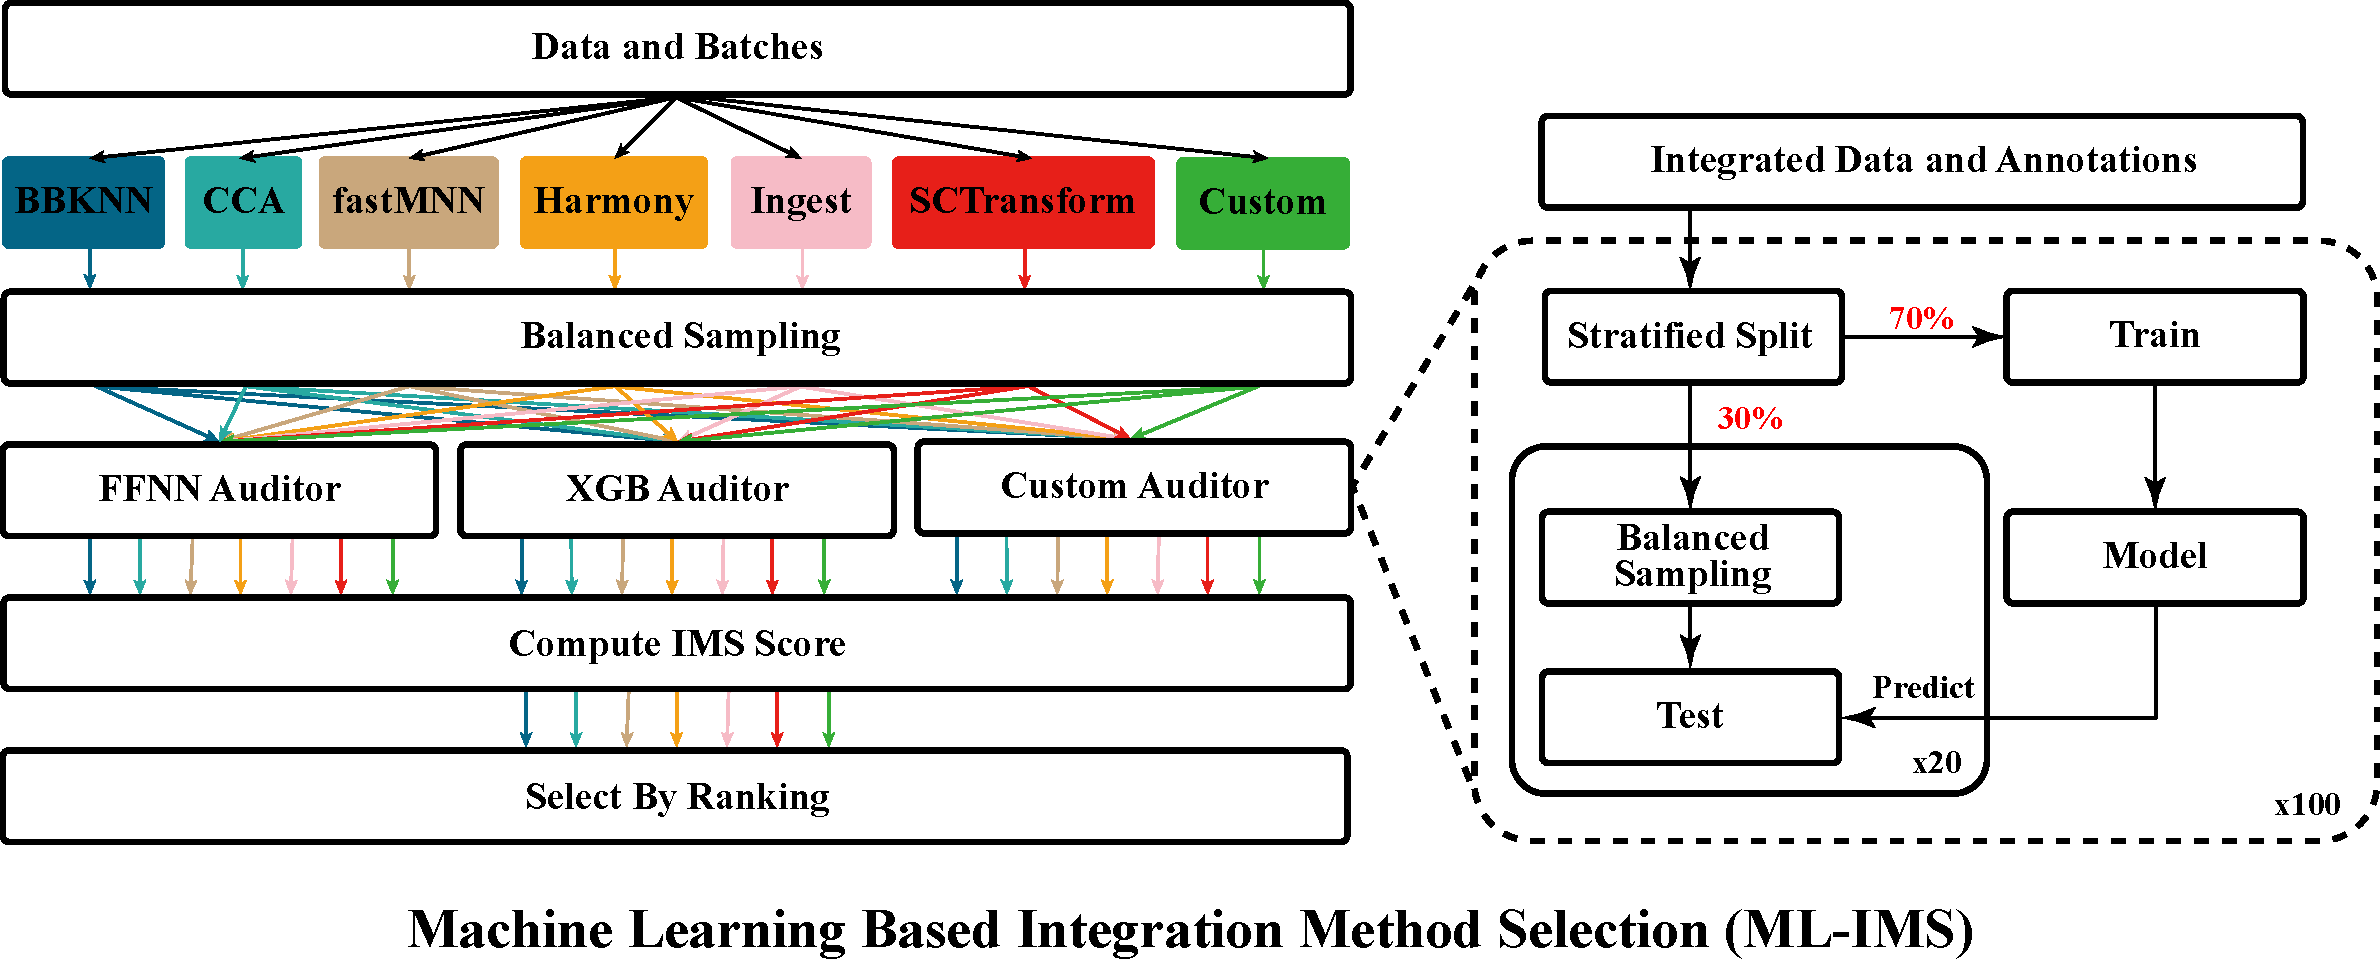 Data and Batches
BBKNN
CCA
fastMNN
Harmony
Ingest
SCTransform
Custom
Balanced Sampling
FFNN Auditor
XGB Auditor
Custom Auditor
Compute IMS Score
Select By Ranking
Integrated Data and Annotations
Stratified Split
70%
Train
30%
Balanced
Sampling
Model
Predict
Test
x20
x100
Machine Learning Based Integration Method Selection (ML-IMS)